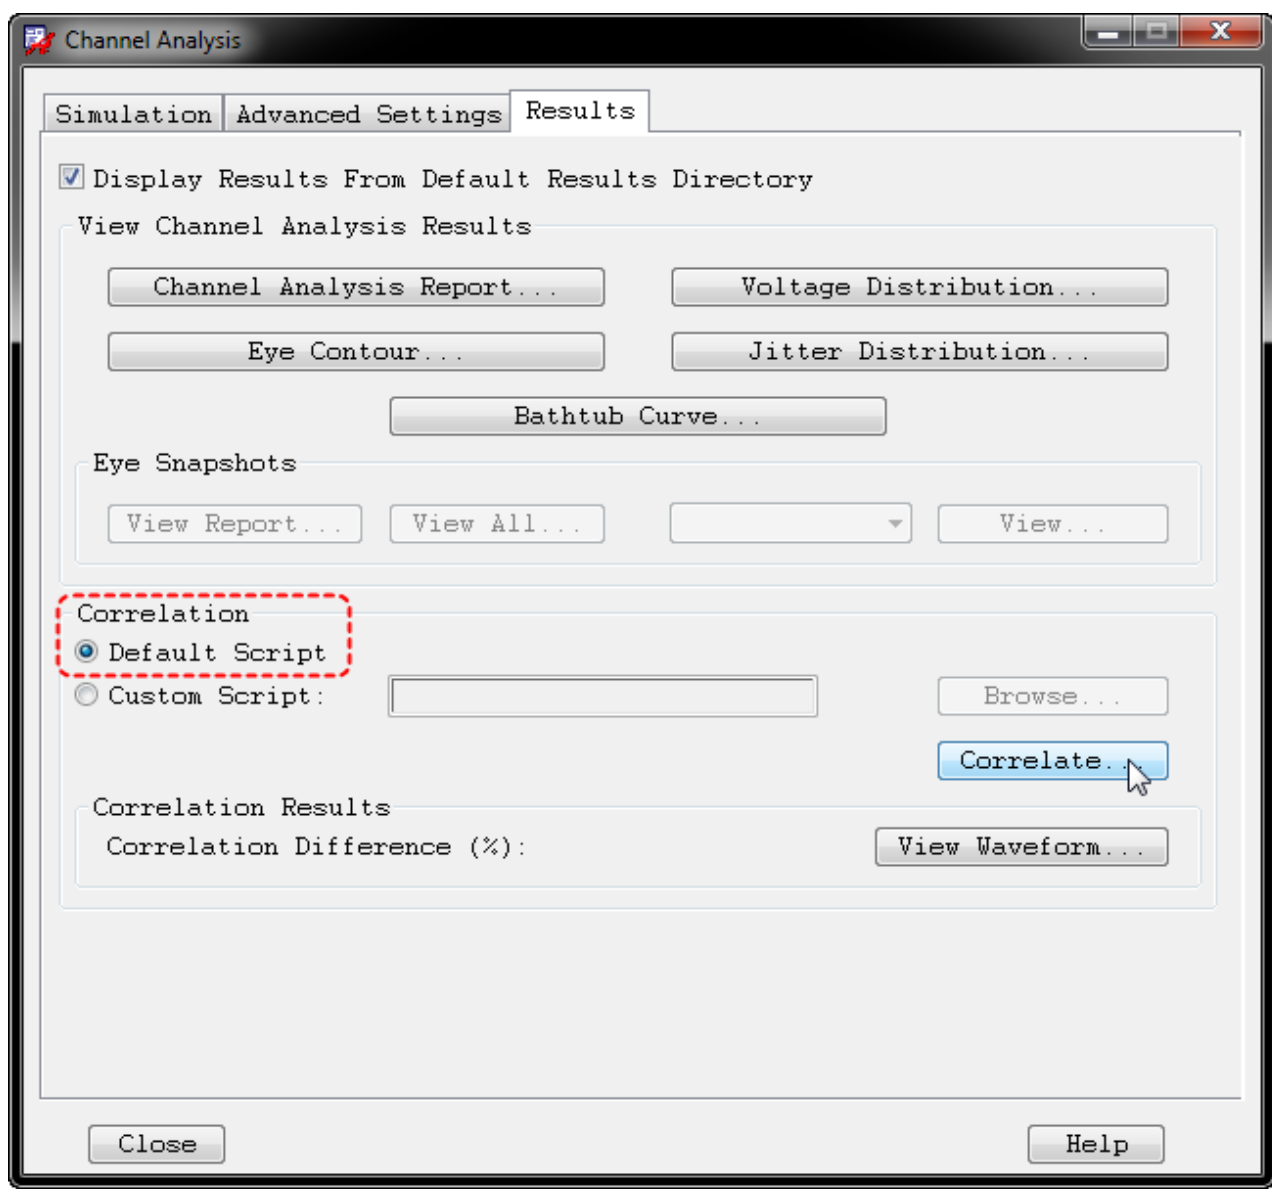 Channel Analysis
Simulation Advanced Settings Results
Display Results From Default Results Directory
View Channel Analysis Results
Channel Analysis Report... Voltage Distribution...
Eye Contour... Jitter Distribution...
Bathtub Curve...
Eye Snapshots
View Report... View All... View...
Correlation
Default Script
Custom Script: Browse...
Correlate...
Correlation Results
Correlation Difference (%): View Waveform...
Close Help